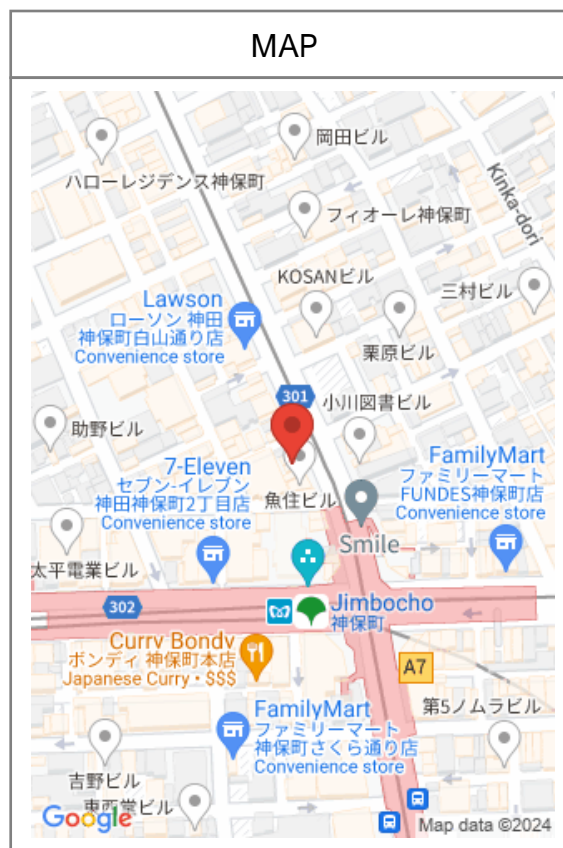 MAP
岡田ビル
ハローレジデンス神保町
Kinka-dori
フィオーレ神保町
KOSANビル
三村ビル
Lawson
ローソン 神田
神保町白山通り店
Convenience store
栗原ビル
301
小川図書ビル
助野ビル
7-Eleven
セブン-イレブン
神田神保町2丁目店
Convenience store
魚住ビル
FamilyMart
ファミリーマート
FUNDES神保町店
Convenience store
Smile
太平電業ビル
302
Jimbocho
神保町
Curry Bondy
ボンディ 神保町本店
Japanese Curry • $$$
A7
FamilyMart
ファミリーマート
神保町さくら通り店
Convenience store
第5ノムラビル
吉野ビル
東西堂ビル
Google
Map data ©2024